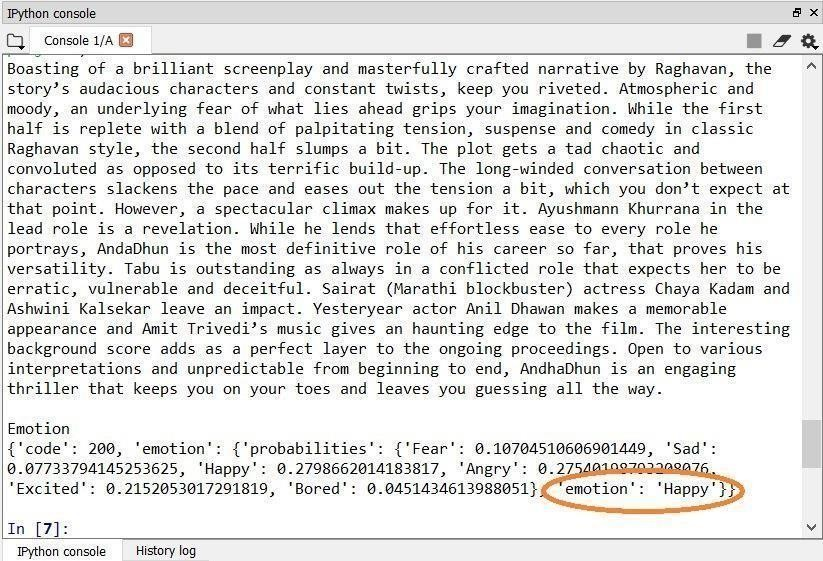 IPython console
Console 1/A
Boasting of a brilliant screenplay and masterfully crafted narrative by Raghavan, the
story’s audacious characters and constant twists, keep you riveted. Atmospheric and
moody, an underlying fear of what lies ahead grips your imagination. While the first
half is replete with a blend of palpitating tension, suspense and comedy in classic
Raghavan style, the second half slumps a bit. The plot gets a tad chaotic and
convoluted as opposed to its terrific build-up. The long-winded conversation between
characters slackens the pace and eases out the tension a bit, which you don’t expect at
that point. However, a spectacular climax makes up for it. Ayushmann Khurrana in the
lead role is a revelation. While he lends that effortless ease to every role he
portrays, AndaDhun is the most definitive role of his career so far, that proves his
versatility. Tabu is outstanding as always in a conflicted role that expects her to be
erratic, vulnerable and deceitful. Sairat (Marathi blockbuster) actress Chaya Kadam and
Ashwini Kalsekar leave an impact. Yesteryear actor Anil Dhawan makes a memorable
appearance and Amit Trivedi’s music gives an haunting edge to the film. The interesting
background score adds as a perfect layer to the ongoing proceedings. Open to various
interpretations and unpredictable from beginning to end, AndhaDhun is an engaging
thriller that keeps you on your toes and leaves you guessing all the way.
Emotion
{'code': 200, 'emotion': {'probabilities': {'Fear': 0.10704510606901449, 'Sad':
0.07733794145253625, 'Happy': 0.2798662014183817, 'Angry':
'Excited': 0.2152053017291819, 'Bored': 0.0451434613988051}, 'emotion': 'Happy'}}
In [7]:
IPython console
History log